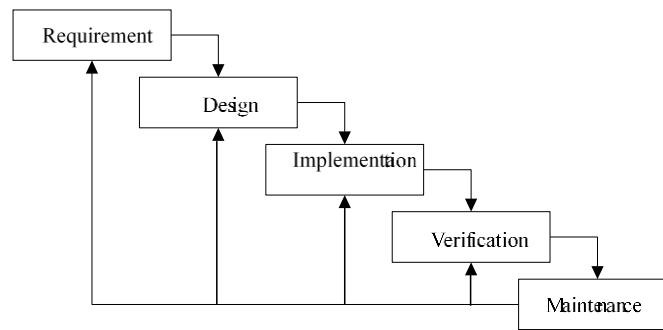 Requirement
Design
Implementation
Verification
Maintenance